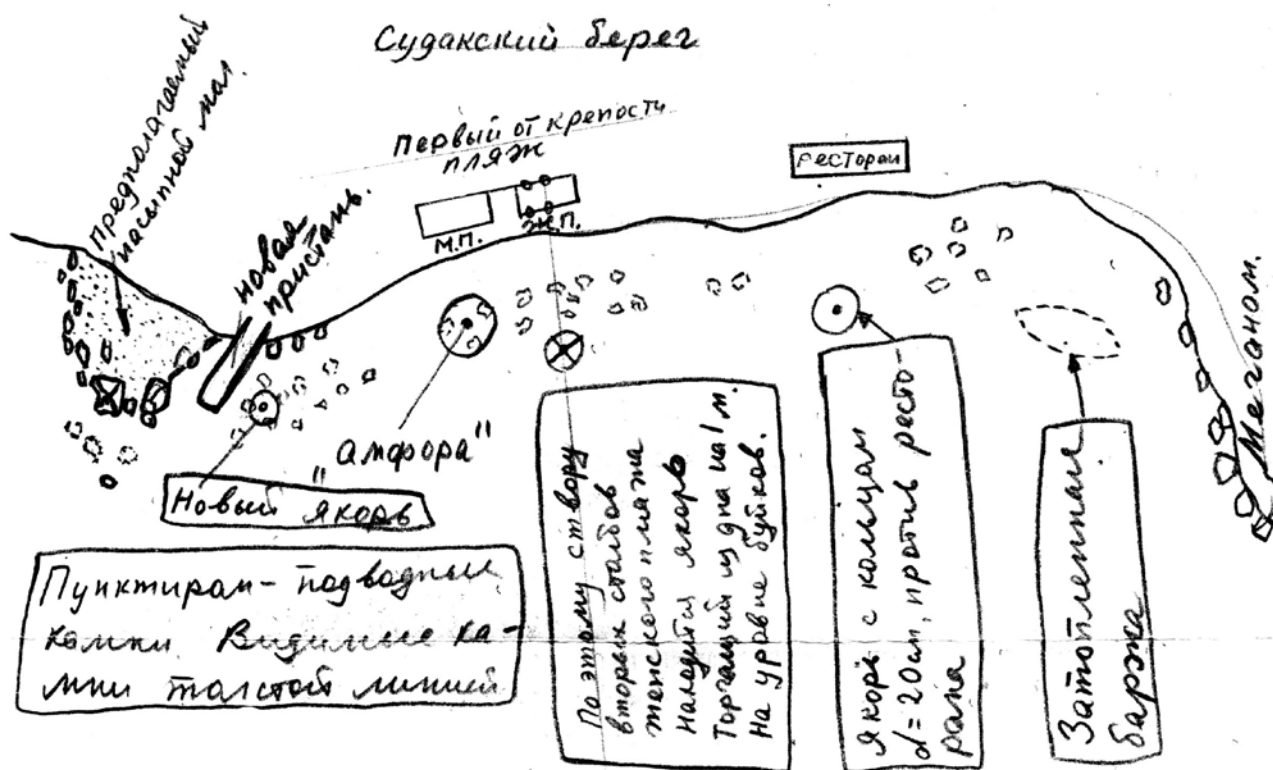 Судакский берег
Предполагаемый
насыпной мол.
новая
пристань.
Первый от крепости
пляж
М.П.
Ж.П.
ресторан
Меганом.
"Амфора"
Новый якорь
Пунктиром - подводные
камни. Видимые ка-
мни толстой линией
По этому створу
вторых столбов
женского пляжа
находится якорь
Торчащий из дна на 1 м.
На уровне буйков.
Якорь с кольцом
d = 20см, против ресто-
рана
Затопленная
баржа